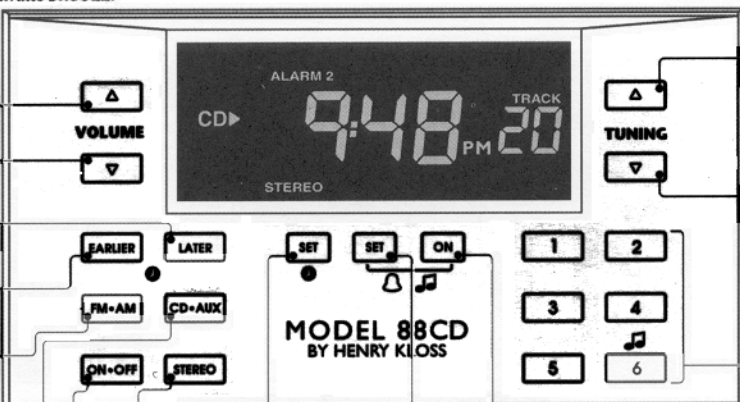 ALARM 2
CD
9:48
PM
TRACK
20
STEREO
VOLUME
TUNING
EARLIER
LATER
SET
SET
ON
1
2
FM•AM
CD•AUX
3
4
MODEL 88CD
BY HENRY KLOSS
ON•OFF
STEREO
5
6